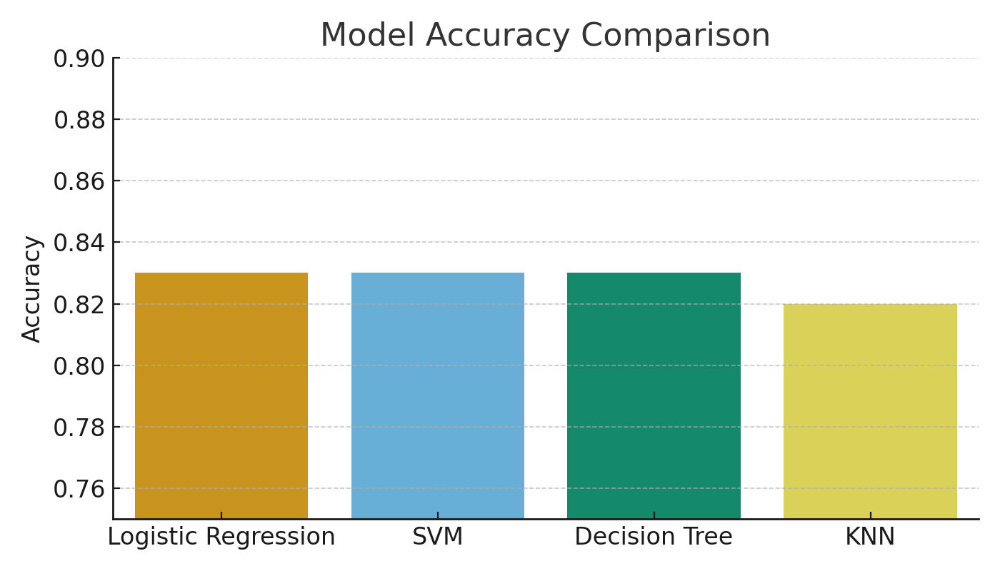 Model Accuracy Comparison
0.90
0.88
0.86
0.84
0.82
0.80
0.78
0.76
Accuracy
Logistic Regression
SVM
Decision Tree
KNN